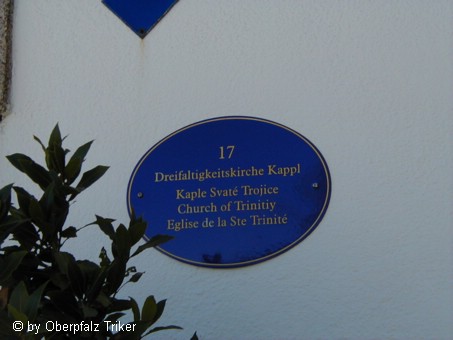 17
Dreifaltigkeitskirche Kappl
Kaple Svaté Trojice
Church of Trinitiy
Eglise de la Ste Trinité
(c) by Oberpfalz Triker